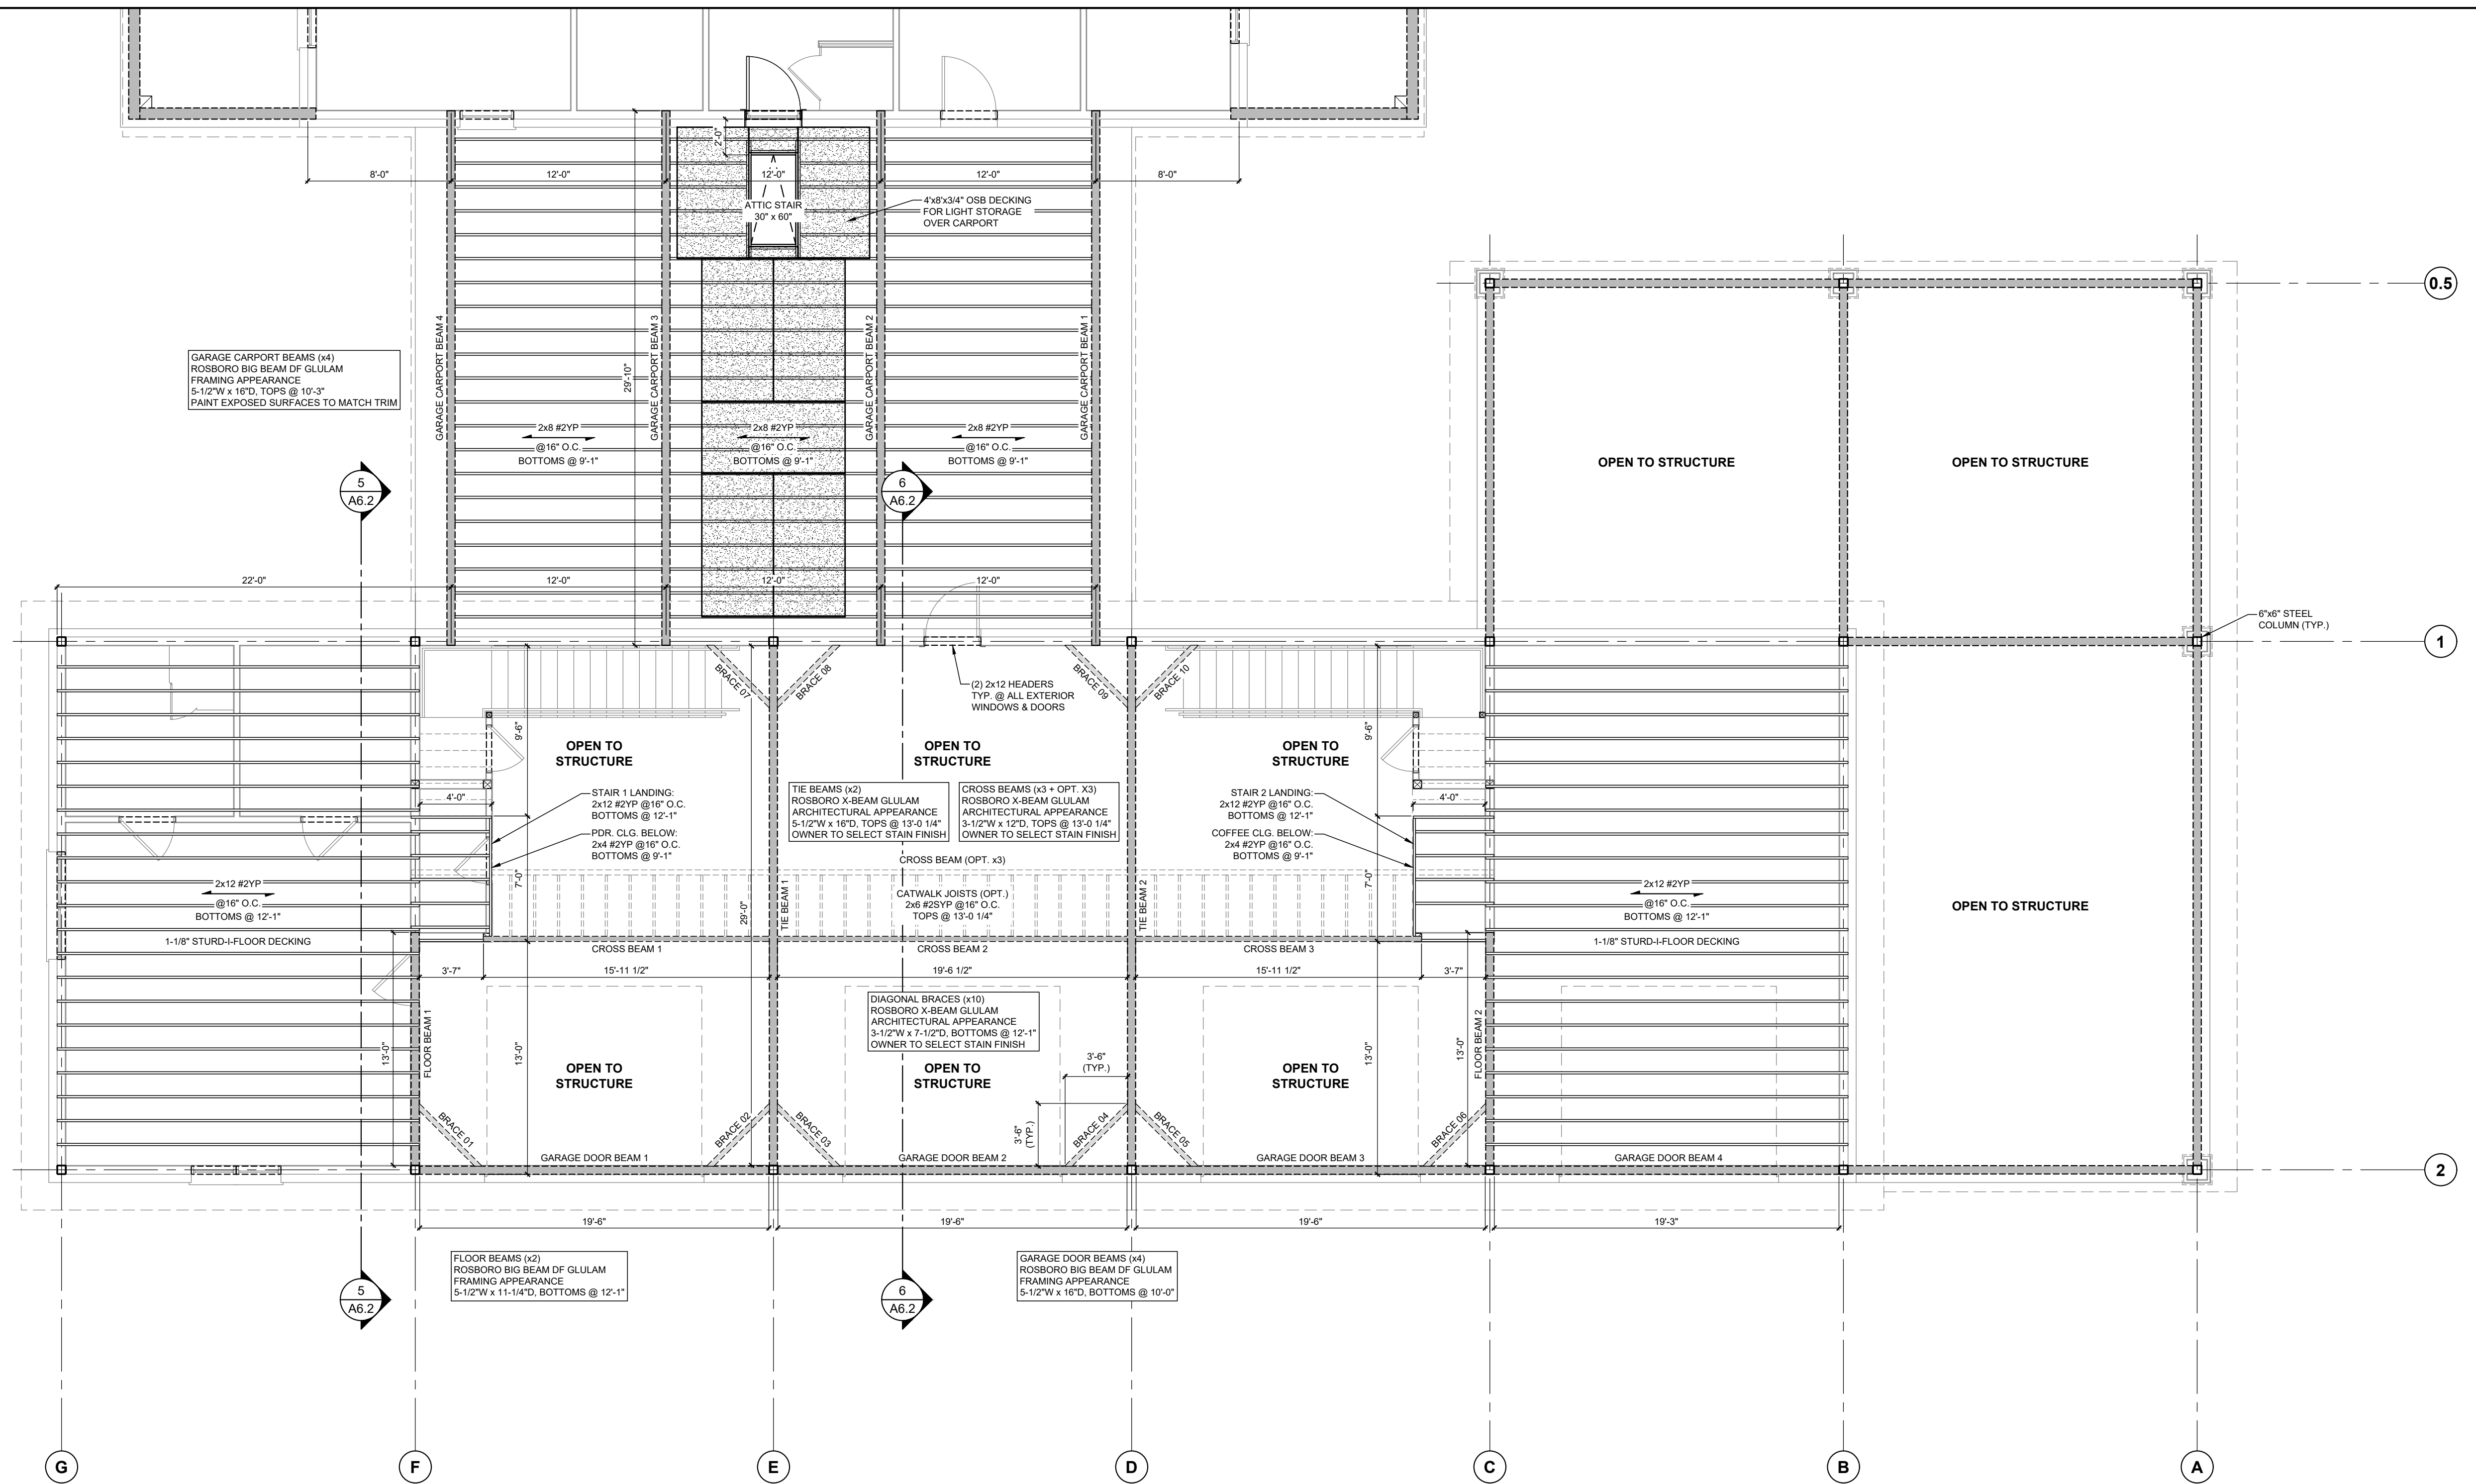 2'-0"
8'-0"
12'-0"
12'-0"
12'-0"
8'-0"
ATTIC STAIR
30" x 60"
4'x8'x3/4" OSB DECKING
FOR LIGHT STORAGE
OVER CARPORT
0.5
GARAGE CARPORT BEAMS (x4)
ROSBORO BIG BEAM DF GLULAM
FRAMING APPEARANCE
5-1/2"W x 16"D, TOPS @ 10'-3"
PAINT EXPOSED SURFACES TO MATCH TRIM
GARAGE CARPORT BEAM 4
29'-10"
GARAGE CARPORT BEAM 3
GARAGE CARPORT BEAM 2
GARAGE CARPORT BEAM 1
2x8 #2YP
@16" O.C.
BOTTOMS @ 9'-1"
2x8 #2YP
@16" O.C.
BOTTOMS @ 9'-1"
2x8 #2YP
@16" O.C.
BOTTOMS @ 9'-1"
OPEN TO STRUCTURE
OPEN TO STRUCTURE
5
A6.2
6
A6.2
22'-0"
12'-0"
12'-0"
12'-0"
6"x6" STEEL
COLUMN (TYP.)
1
BRACE 07
BRACE 08
BRACE 09
BRACE 10
(2) 2x12 HEADERS
TYP. @ ALL EXTERIOR
WINDOWS & DOORS
9'-6"
9'-6"
OPEN TO
STRUCTURE
OPEN TO
STRUCTURE
OPEN TO
STRUCTURE
4'-0"
STAIR 1 LANDING:
2x12 #2YP @16" O.C.
BOTTOMS @ 12'-1"
PDR. CLG. BELOW:
2x4 #2YP @16" O.C.
BOTTOMS @ 9'-1"
TIE BEAMS (x2)
ROSBORO X-BEAM GLULAM
ARCHITECTURAL APPEARANCE
5-1/2"W x 16"D, TOPS @ 13'-0 1/4"
OWNER TO SELECT STAIN FINISH
CROSS BEAMS (x3 + OPT. X3)
ROSBORO X-BEAM GLULAM
ARCHITECTURAL APPEARANCE
3-1/2"W x 12"D, TOPS @ 13'-0 1/4"
OWNER TO SELECT STAIN FINISH
STAIR 2 LANDING:
2x12 #2YP @16" O.C.
BOTTOMS @ 12'-1"
COFFEE CLG. BELOW:
2x4 #2YP @16" O.C.
BOTTOMS @ 9'-1"
4'-0"
CROSS BEAM (OPT. x3)
7'-0"
7'-0"
CATWALK JOISTS (OPT.)
2x6 #2SYP @16" O.C.
TOPS @ 13'-0 1/4"
2x12 #2YP
@16" O.C.
BOTTOMS @ 12'-1"
2x12 #2YP
@16" O.C.
BOTTOMS @ 12'-1"
OPEN TO STRUCTURE
29'-0"
TIE BEAM 1
TIE BEAM 2
1-1/8" STURD-I-FLOOR DECKING
CROSS BEAM 1
CROSS BEAM 2
CROSS BEAM 3
1-1/8" STURD-I-FLOOR DECKING
3'-7"
15'-11 1/2"
19'-6 1/2"
15'-11 1/2"
3'-7"
DIAGONAL BRACES (x10)
ROSBORO X-BEAM GLULAM
ARCHITECTURAL APPEARANCE
3-1/2"W x 7-1/2"D, BOTTOMS @ 12'-1"
OWNER TO SELECT STAIN FINISH
13'-0"
FLOOR BEAM 1
13'-0"
13'-0"
13'-0"
FLOOR BEAM 2
OPEN TO
STRUCTURE
OPEN TO
STRUCTURE
OPEN TO
STRUCTURE
3'-6"
(TYP.)
3'-6"
(TYP.)
BRACE 01
BRACE 02
BRACE 03
BRACE 04
BRACE 05
BRACE 06
GARAGE DOOR BEAM 1
GARAGE DOOR BEAM 2
GARAGE DOOR BEAM 3
GARAGE DOOR BEAM 4
2
19'-6"
19'-6"
19'-6"
19'-3"
FLOOR BEAMS (x2)
ROSBORO BIG BEAM DF GLULAM
FRAMING APPEARANCE
5-1/2"W x 11-1/4"D, BOTTOMS @ 12'-1"
GARAGE DOOR BEAMS (x4)
ROSBORO BIG BEAM DF GLULAM
FRAMING APPEARANCE
5-1/2"W x 16"D, BOTTOMS @ 10'-0"
5
A6.2
6
A6.2
G
F
E
D
C
B
A